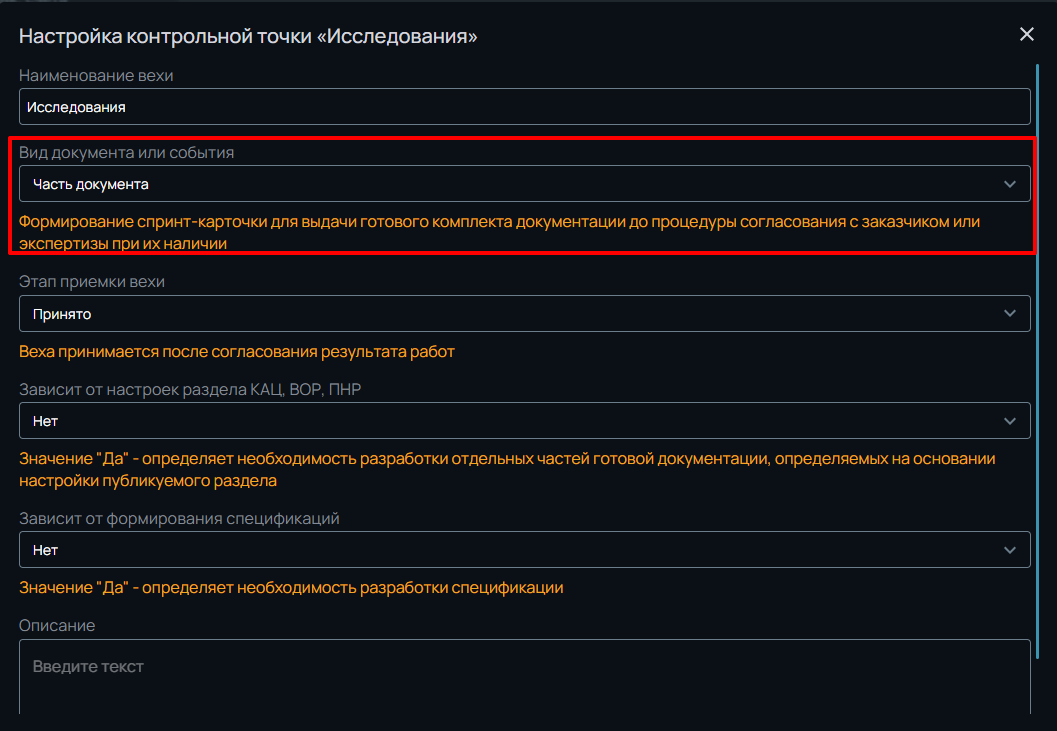 Настройка контрольной точки «Исследования»
Наименование вехи
Исследования
Вид документа или события
Часть документа
Формирование спринт-карточки для выдачи готового комплекта документации до процедуры согласования с заказчиком или
экспертизы при их наличии
Этап приемки вехи
Принято
Веха принимается после согласования результата работ
Зависит от настроек раздела КАЦ, ВОР, ПНР
Нет
Значение "Да" - определяет необходимость разработки отдельных частей готовой документации, определяемых на основании
настройки публикуемого раздела
Зависит от формирования спецификаций
Нет
Значение "Да" - определяет необходимость разработки спецификации
Описание
Введите текст